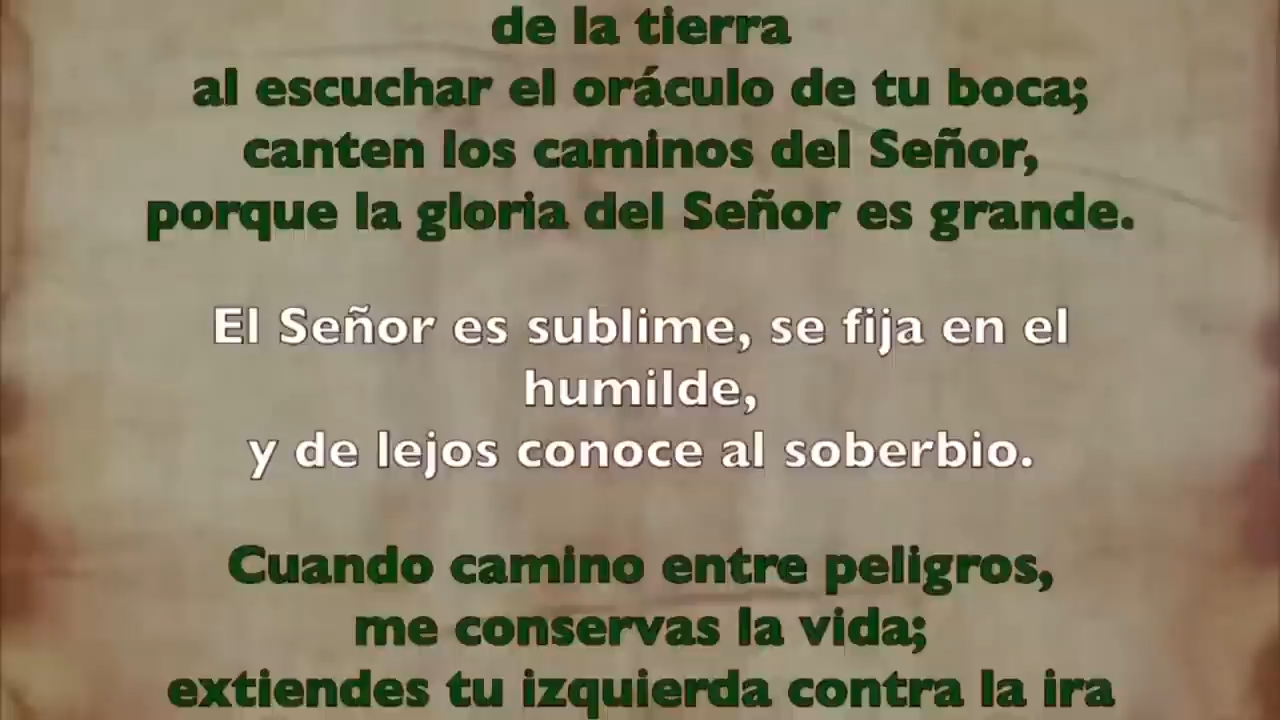 de la tierra
al escuchar el oráculo de tu boca;
canten los caminos del Señor,
porque la gloria del Señor es grande.
El Señor es sublime, se fija en el
humilde,
y de lejos conoce al soberbio.
Cuando camino entre peligros,
me conservas la vida;
extiendes tu izquierda contra la ira